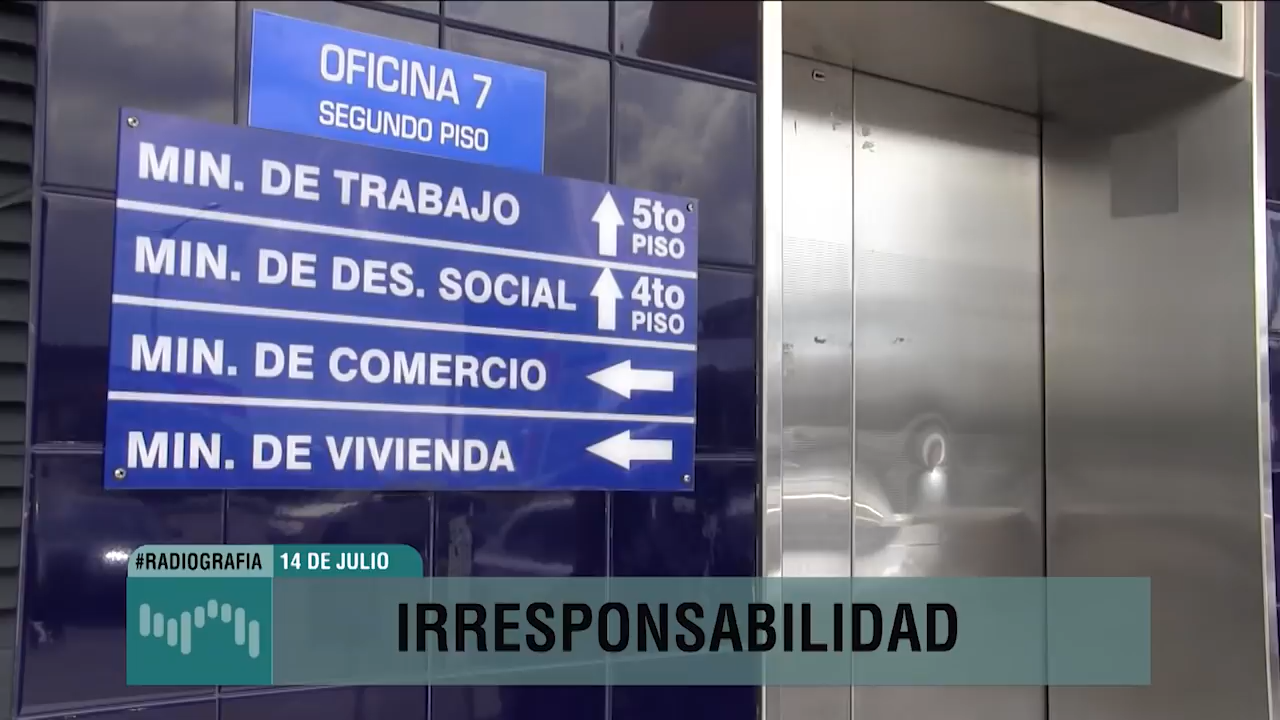 OFICINA 7
SEGUNDO PISO
MIN. DE TRABAJO 5to PISO
MIN. DE DES. SOCIAL 4to PISO
MIN. DE COMERCIO
MIN. DE VIVIENDA
#RADIOGRAFIA 14 DE JULIO
IRRESPONSABILIDAD